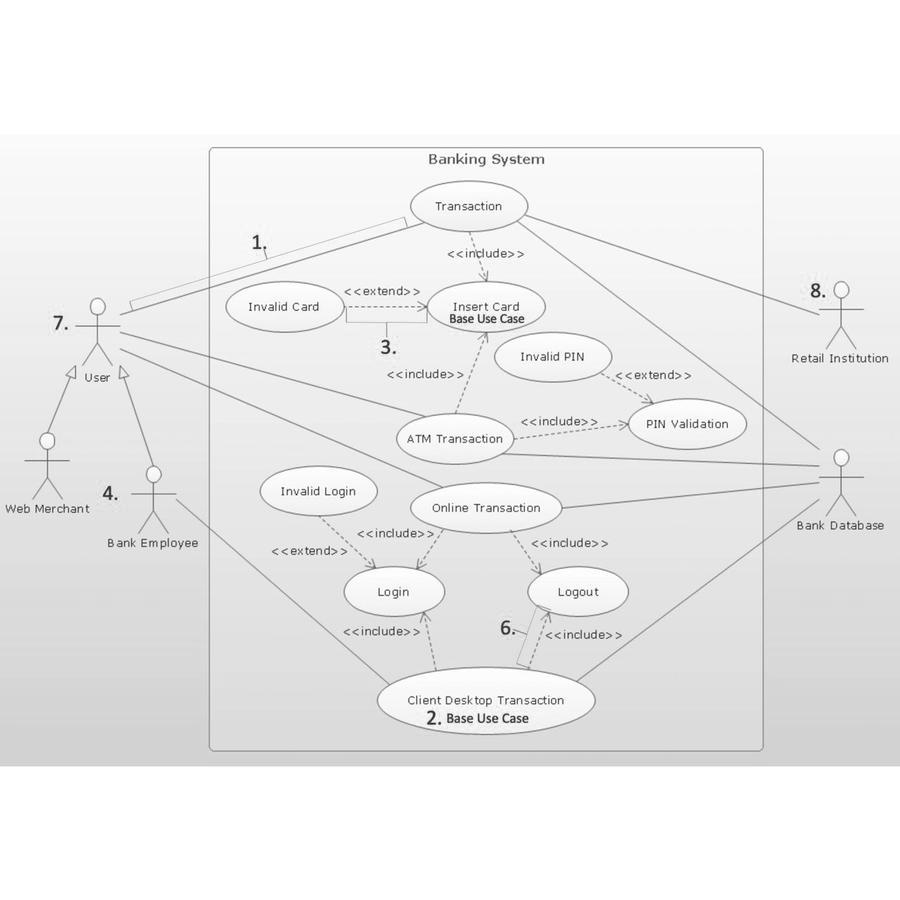 Banking System
Transaction
1.
<<include>>
8.
<<extend>>
Invalid Card
Insert Card
Base Use Case
7.
3.
Invalid PIN
Retail Institution
User
<<include>>
<<extend>>
<<include>>
PIN Validation
ATM Transaction
Invalid Login
4.
Web Merchant
Online Transaction
Bank Database
<<include>>
Bank Employee
<<include>>
<<extend>>
Login
Logout
6.
<<include>>
<<include>>
Client Desktop Transaction
2. Base Use Case